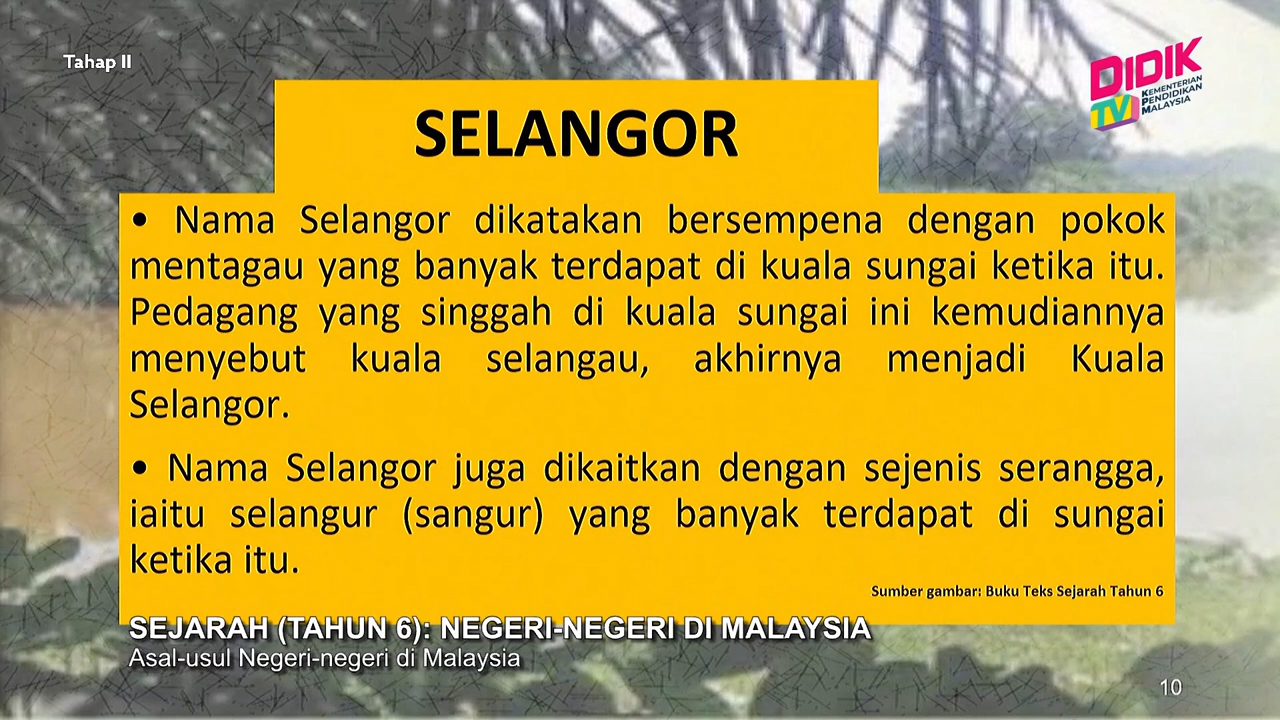 Tahap II
DIDIK
TV
KEMENTERIAN
PENDIDIKAN
MALAYSIA
SELANGOR
• Nama Selangor dikatakan bersempena dengan pokok
mentagau yang banyak terdapat di kuala sungai ketika itu.
Pedagang yang singgah di kuala sungai ini kemudiannya
menyebut kuala selangau, akhirnya menjadi Kuala
Selangor.
• Nama Selangor juga dikaitkan dengan sejenis serangga,
iaitu selangur (sangur) yang banyak terdapat di sungai
ketika itu.
Sumber gambar: Buku Teks Sejarah Tahun 6
SEJARAH (TAHUN 6): NEGERI-NEGERI DI MALAYSIA
Asal-usul Negeri-negeri di Malaysia
10